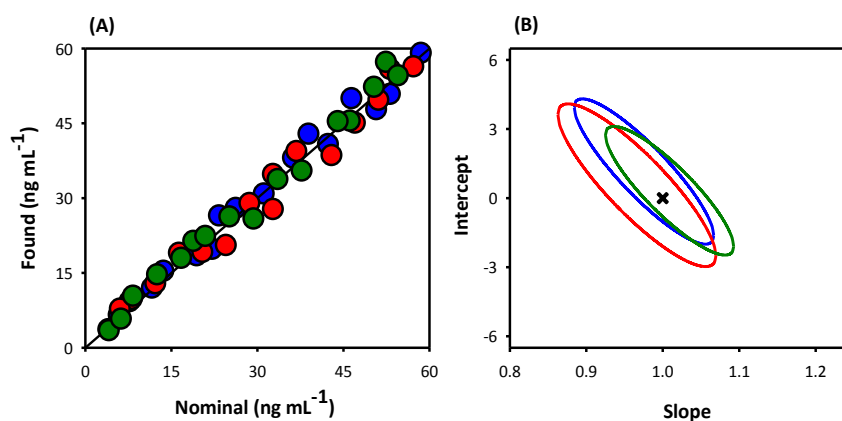 (A)
60
45
30
15
0
Found (ng mL⁻¹)
0 15 30 45 60
Nominal (ng mL⁻¹)
(B)
6
3
0
-3
-6
Intercept
0.8 0.9 1.0 1.1 1.2
Slope